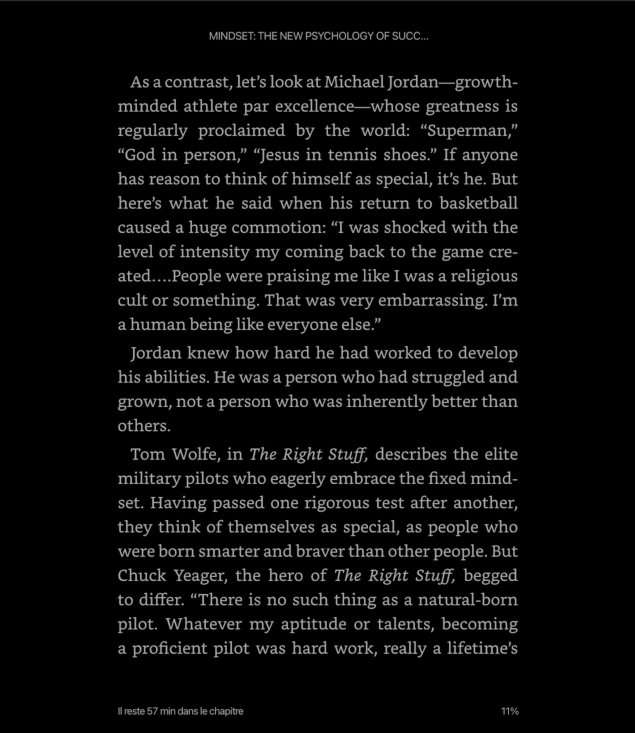 MINDSET: THE NEW PSYCHOLOGY OF SUCC...
As a contrast, let’s look at Michael Jordan—growth-
minded athlete par excellence—whose greatness is
regularly proclaimed by the world: “Superman,”
“God in person,” “Jesus in tennis shoes.” If anyone
has reason to think of himself as special, it’s he. But
here’s what he said when his return to basketball
caused a huge commotion: “I was shocked with the
level of intensity my coming back to the game cre-
ated....People were praising me like I was a religious
cult or something. That was very embarrassing. I’m
a human being like everyone else.”
Jordan knew how hard he had worked to develop
his abilities. He was a person who had struggled and
grown, not a person who was inherently better than
others.
Tom Wolfe, in The Right Stuff, describes the elite
military pilots who eagerly embrace the fixed mind-
set. Having passed one rigorous test after another,
they think of themselves as special, as people who
were born smarter and braver than other people. But
Chuck Yeager, the hero of The Right Stuff, begged
to differ. “There is no such thing as a natural-born
pilot. Whatever my aptitude or talents, becoming
a proficient pilot was hard work, really a lifetime’s
Il reste 57 min dans le chapitre
11%